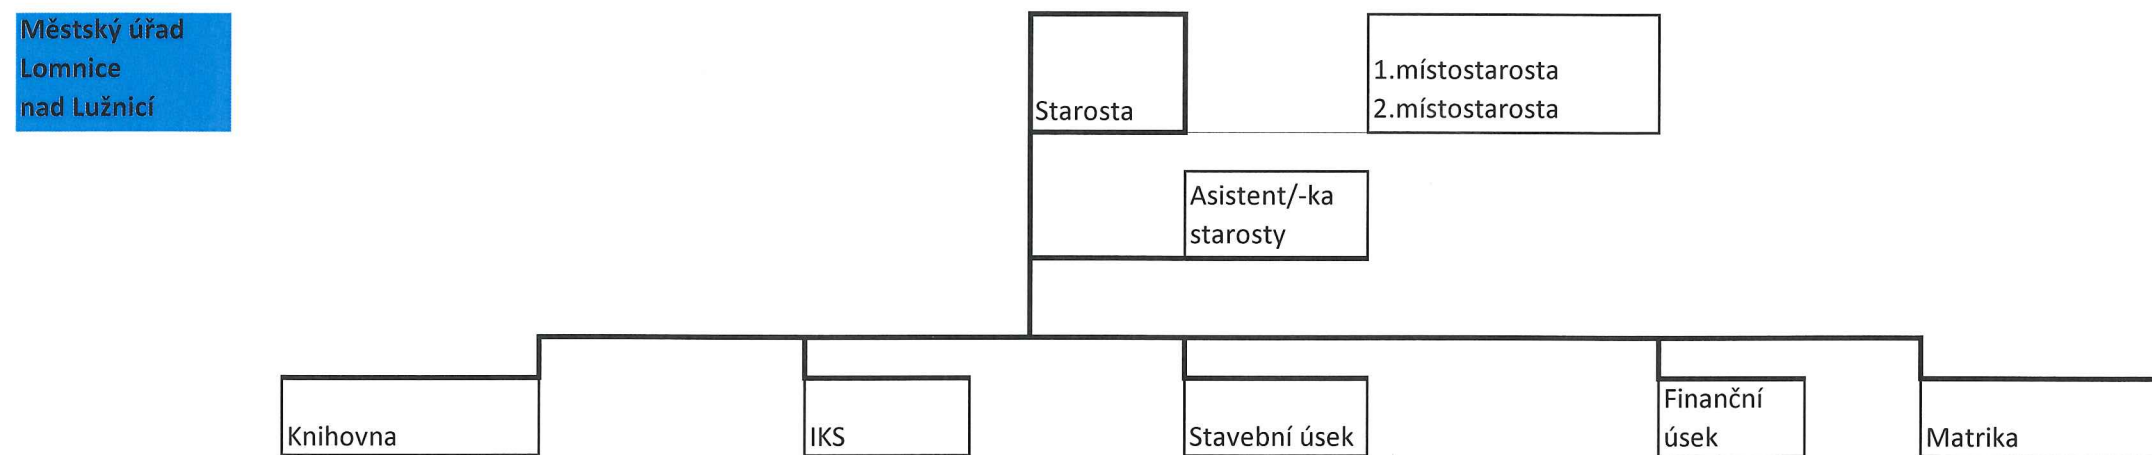 Městský úřad
Lomnice
nad Lužnicí
Starosta
1.místostarosta
2.místostarosta
Asistent/-ka
starosty
Knihovna
IKS
Stavební úsek
Finanční
úsek
Matrika